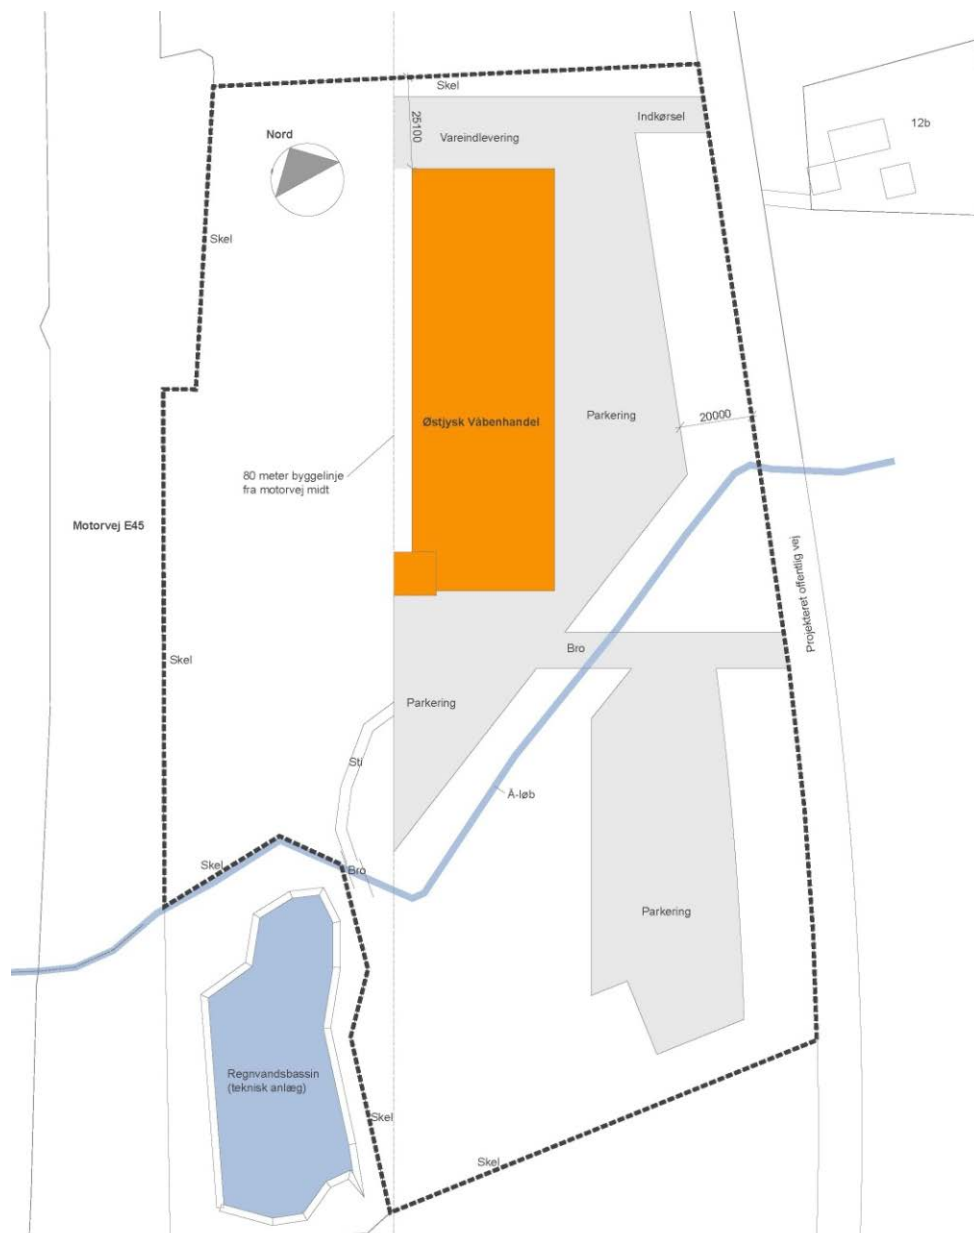 Skel
Indkørsel
12b
25100
Nord
Vareindlevering
Skel
Østjysk Våbenhandel
Parkering
20000
80 meter byggelinje
fra motorvej midt
Motorvej E45
Projekteret offentlig vej
Skel
Bro
Parkering
Sti
Å-løb
Skel
Bro
Parkering
Regnvandsbassin
(teknisk anlæg)
Skel
Skel